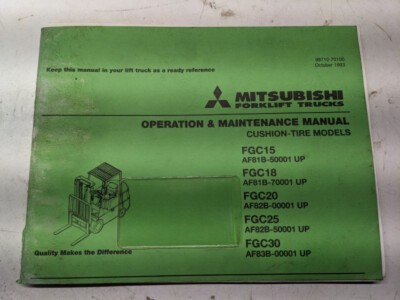 Keep this manual in your lift truck as a ready reference
October 1993
MITSUBISHI
FORKLIFT TRUCKS
OPERATION & MAINTENANCE MANUAL
CUSHION-TIRE MODELS
FGC15
AF81B-50001 UP
FGC18
AF81B-70001 UP
FGC20
AF82B-00001 UP
FGC25
AF82B-50001 UP
FGC30
AF83B-00001 UP
Quality Makes the Difference